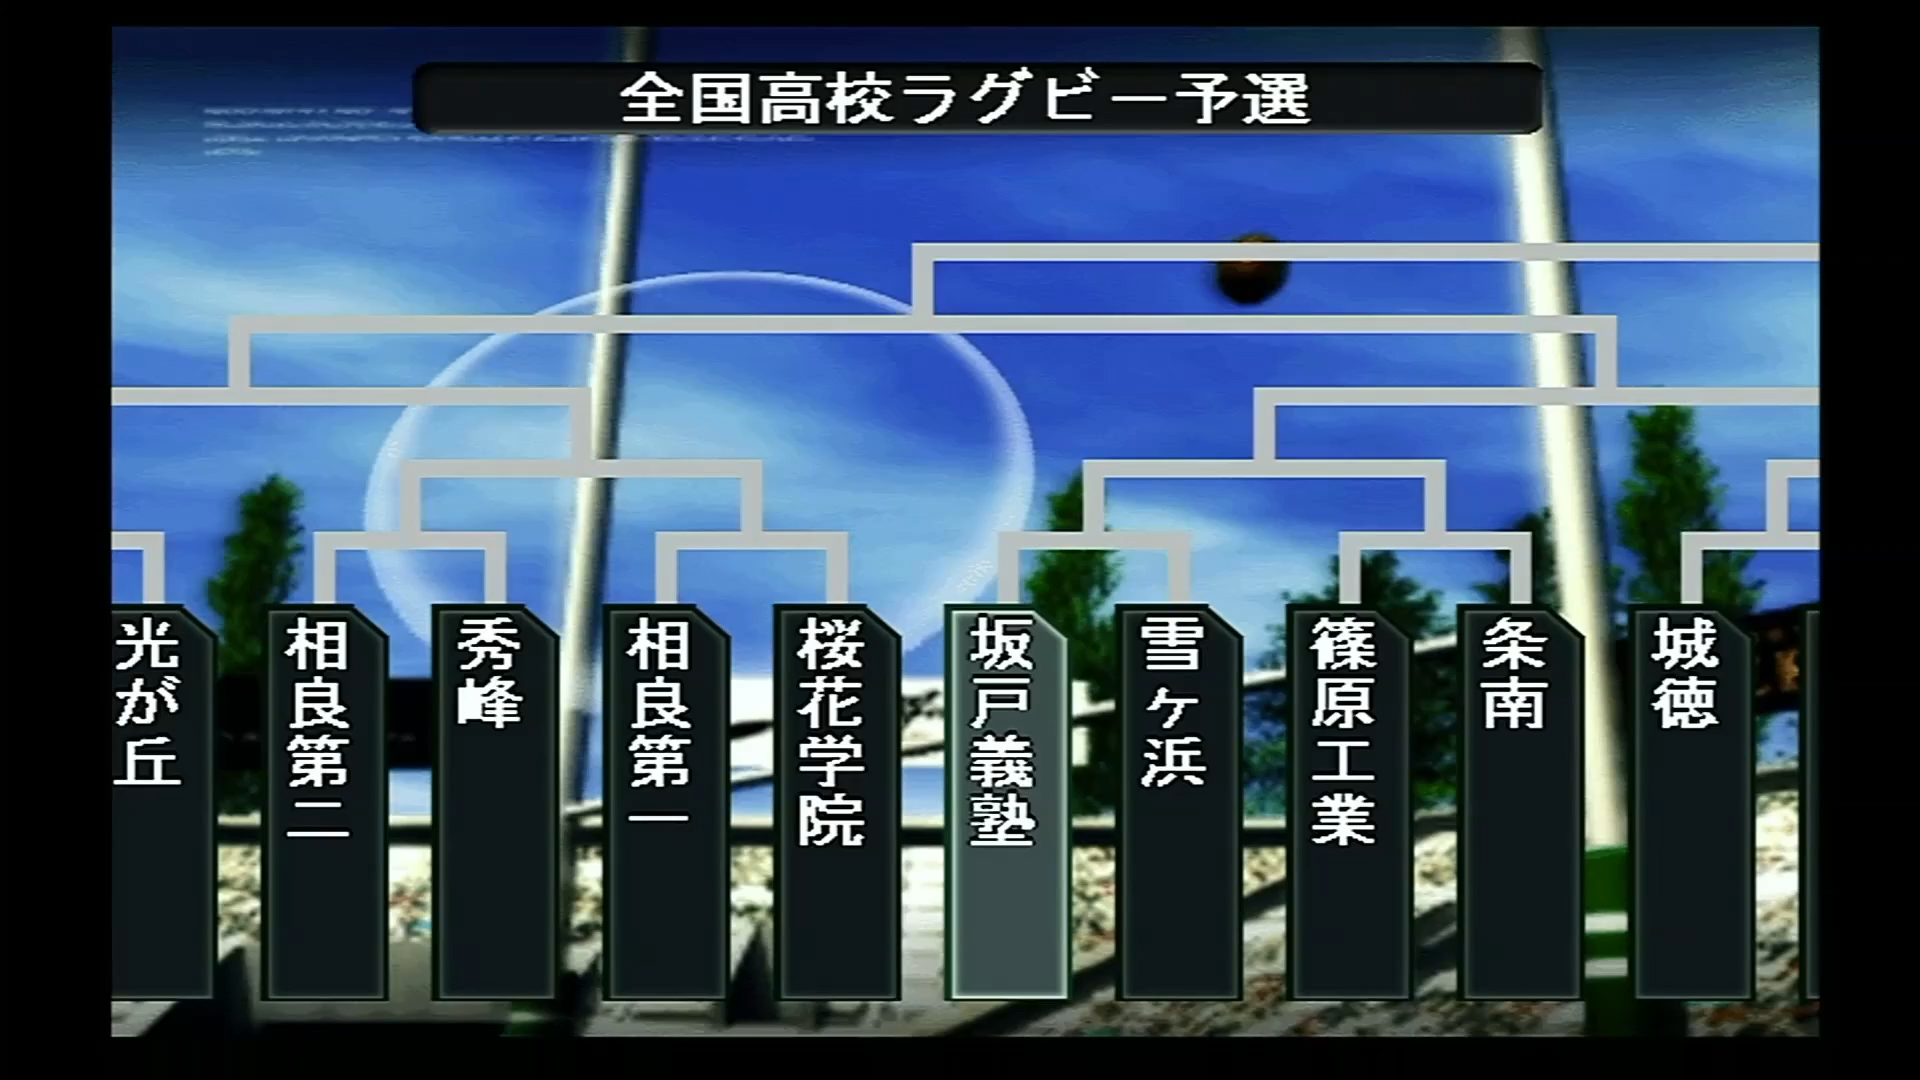 全国高校ラグビー予選
光が丘
相良第二
秀峰
相良第一
桜花学院
坂戸義塾
雪ヶ浜
篠原工業
条南
城徳